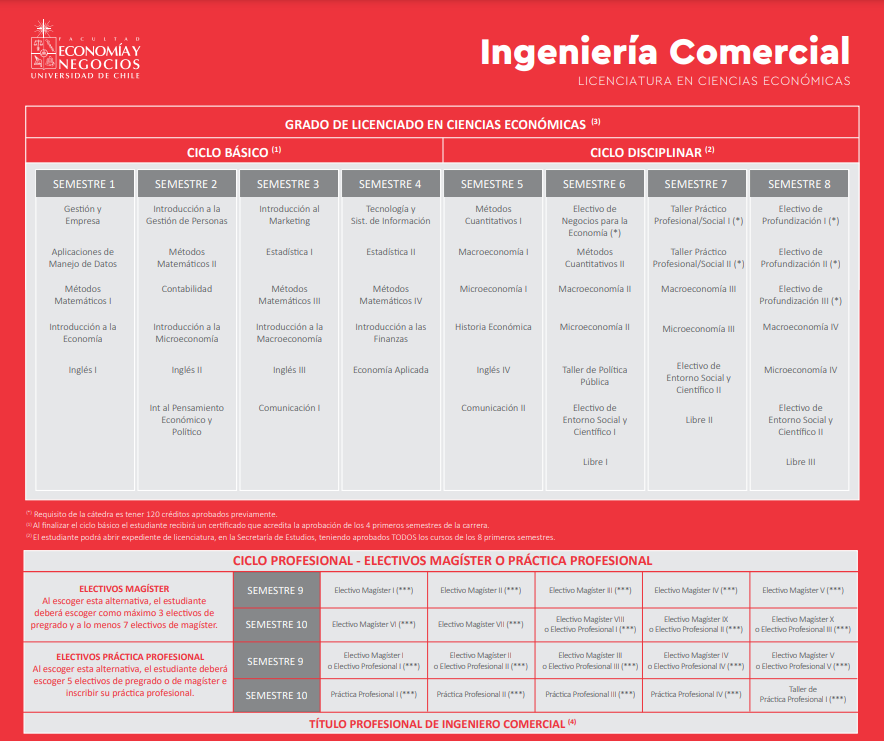 FACULTAD
ECONOMÍA Y
NEGOCIOS
UNIVERSIDAD DE CHILE
Ingeniería Comercial
LICENCIATURA EN CIENCIAS ECONÓMICAS
GRADO DE LICENCIADO EN CIENCIAS ECONÓMICAS (3)
CICLO BÁSICO (1)
CICLO DISCIPLINAR (2)
SEMESTRE 1
Gestión y
Empresa
Aplicaciones de
Manejo de Datos
Métodos
Matemáticos I
Introducción a la
Economía
Inglés I
SEMESTRE 2
Introducción a la
Gestión de Personas
Métodos
Matemáticos II
Contabilidad
Introducción a la
Microeconomía
Inglés II
Int al Pensamiento
Económico y
Político
SEMESTRE 3
Introducción al
Marketing
Estadística I
Métodos
Matemáticos III
Introducción a la
Macroeconomía
Inglés III
Comunicación I
SEMESTRE 4
Tecnología y
Sist. de Información
Estadística II
Métodos
Matemáticos IV
Introducción a las
Finanzas
Economía Aplicada
SEMESTRE 5
Métodos
Cuantitativos I
Macroeconomía I
Microeconomía I
Historia Económica
Inglés IV
Comunicación II
SEMESTRE 6
Electivo de
Negocios para la
Economía (*)
Métodos
Cuantitativos II
Macroeconomía II
Microeconomía II
Taller de Política
Pública
Electivo de
Entorno Social y
Científico I
Libre I
SEMESTRE 7
Taller Práctico
Profesional/Social I (*)
Taller Práctico
Profesional/Social II (*)
Macroeconomía III
Microeconomía III
Electivo de
Entorno Social y
Científico II
Libre II
SEMESTRE 8
Electivo de
Profundización I (*)
Electivo de
Profundización II (*)
Electivo de
Profundización III (*)
Macroeconomía IV
Microeconomía IV
Electivo de
Entorno Social y
Científico II
Libre III
(*) Requisito de la cátedra es tener 120 créditos aprobados previamente.
(1) Al finalizar el ciclo básico el estudiante recibirá un certificado que acredita la aprobación de los 4 primeros semestres de la carrera.
(2) El estudiante podrá abrir expediente de licenciatura, en la Secretaría de Estudios, teniendo aprobados TODOS los cursos de los 8 primeros semestres.
CICLO PROFESIONAL - ELECTIVOS MAGÍSTER O PRÁCTICA PROFESIONAL
ELECTIVOS MAGÍSTER
Al escoger esta alternativa, el estudiante
deberá escoger como máximo 3 electivos de
pregrado y a lo menos 7 electivos de magíster.
SEMESTRE 9
Electivo Magíster I (***)
Electivo Magíster II (***)
Electivo Magíster III (***)
Electivo Magíster IV (***)
Electivo Magíster V (***)
SEMESTRE 10
Electivo Magíster VI (***)
Electivo Magíster VII (***)
Electivo Magíster VIII
o Electivo Profesional I (***)
Electivo Magíster IX
o Electivo Profesional II (***)
Electivo Magíster X
o Electivo Profesional III (***)
ELECTIVOS PRÁCTICA PROFESIONAL
Al escoger esta alternativa, el estudiante deberá
escoger 5 electivos de pregrado o de magíster e
inscribir su práctica profesional.
SEMESTRE 9
Electivo Magíster I
o Electivo Profesional I (***)
Electivo Magíster II
o Electivo Profesional II (***)
Electivo Magíster III
o Electivo Profesional III (***)
Electivo Magíster IV
o Electivo Profesional IV (***)
Electivo Magíster V
o Electivo Profesional V (***)
SEMESTRE 10
Práctica Profesional I (***)
Práctica Profesional II (***)
Práctica Profesional III (***)
Práctica Profesional IV (***)
Taller de
Práctica Profesional I (***)
TÍTULO PROFESIONAL DE INGENIERO COMERCIAL (4)